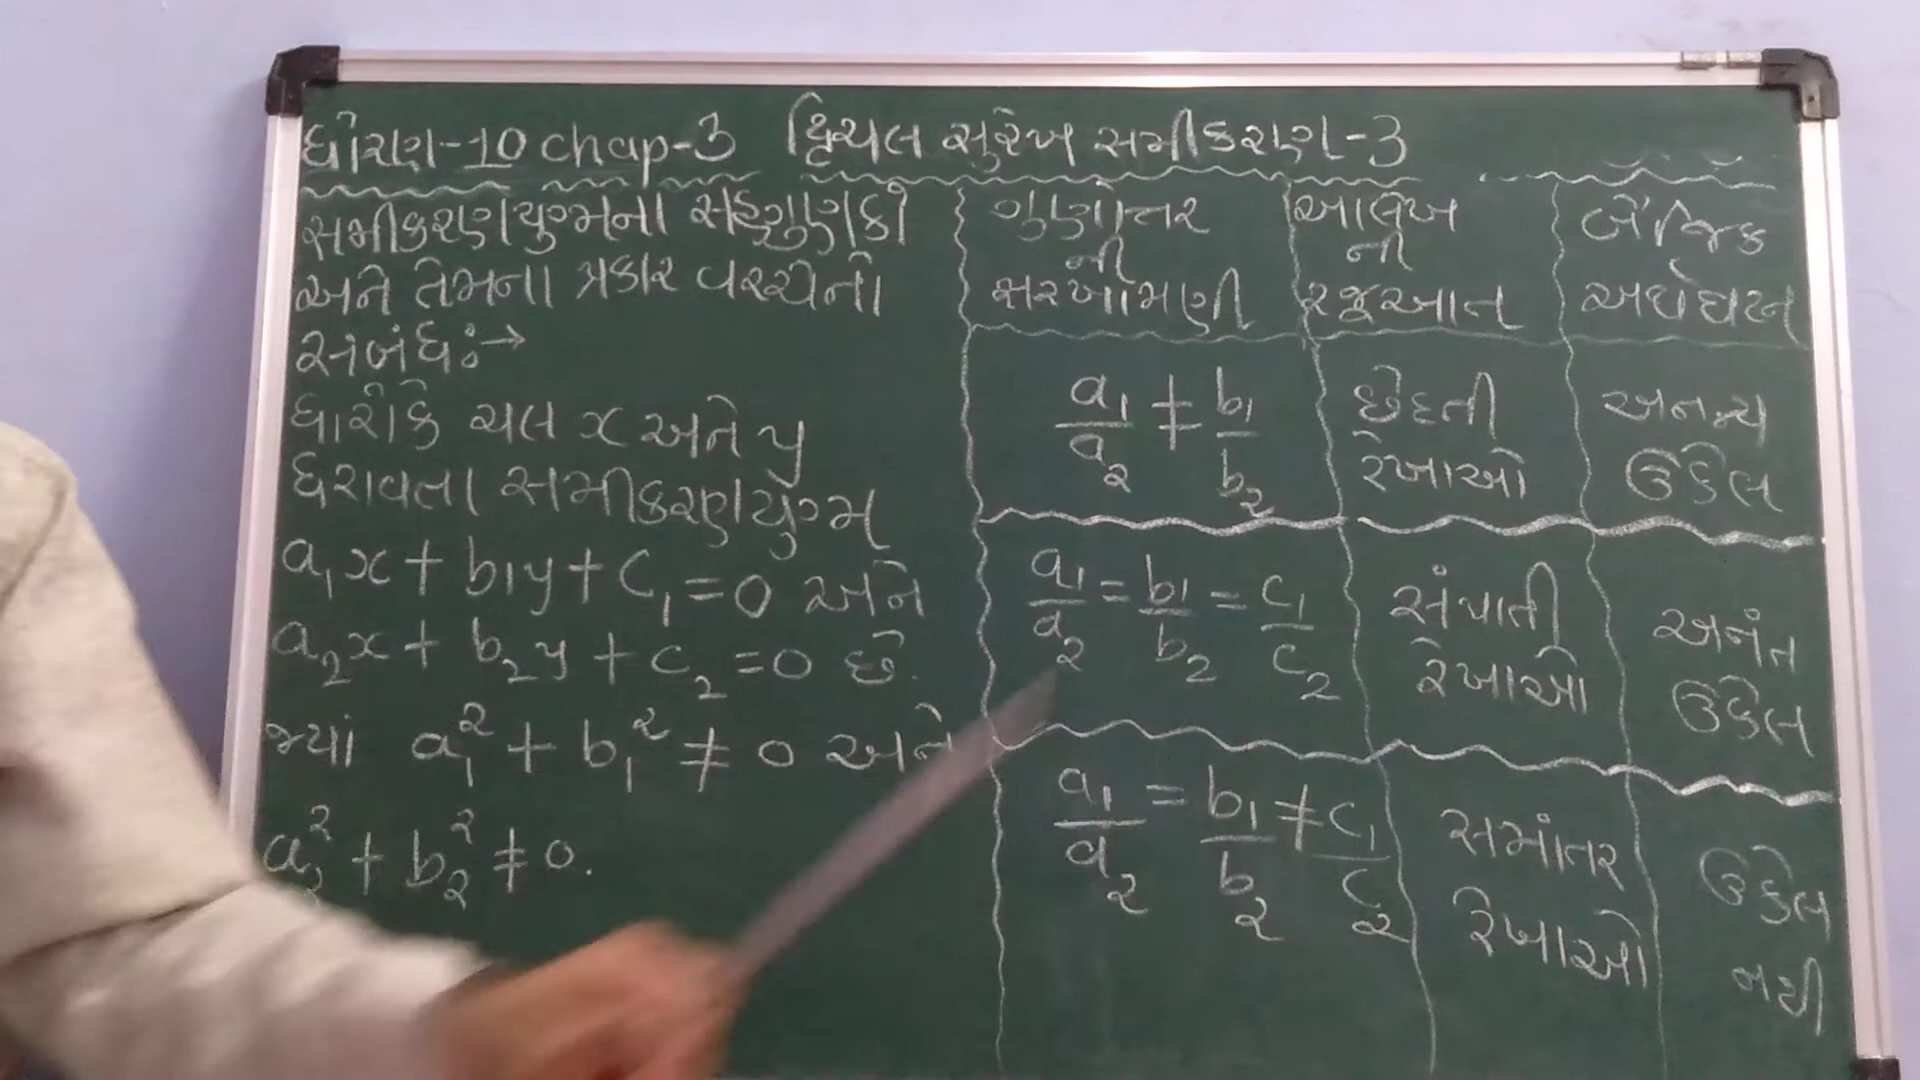 ધોરણ-10 chap-3 દ્વિચલ સુરેખ સમીકરણ-3
સમીકરણયુગ્મના સહગુણકો
અને તેમના પ્રકાર વચ્ચેનો
સંબંધઃ→
ધારોકે ચલ x અને y
ધરાવતા સમીકરણયુગ્મ
a₁x + b₁y + c₁ = 0 અને
a₂x + b₂y + c₂ = 0 છે.
જ્યાં a₁² + b₁² ≠ 0 અને
a₂² + b₂² ≠ 0.
ગુણોત્તર
ની
સરખામણી
આલેખ
ની
રજૂઆત
બૈજિક
અર્થઘટન
a₁/a₂ ≠ b₁/b₂
છેદતી
રેખાઓ
અનન્ય
ઉકેલ
a₁/a₂ = b₁/b₂ = c₁/c₂
સંપાતી
રેખાઓ
અનંત
ઉકેલ
a₁/a₂ = b₁/b₂ ≠ c₁/c₂
સમાંતર
રેખાઓ
ઉકેલ
નથી